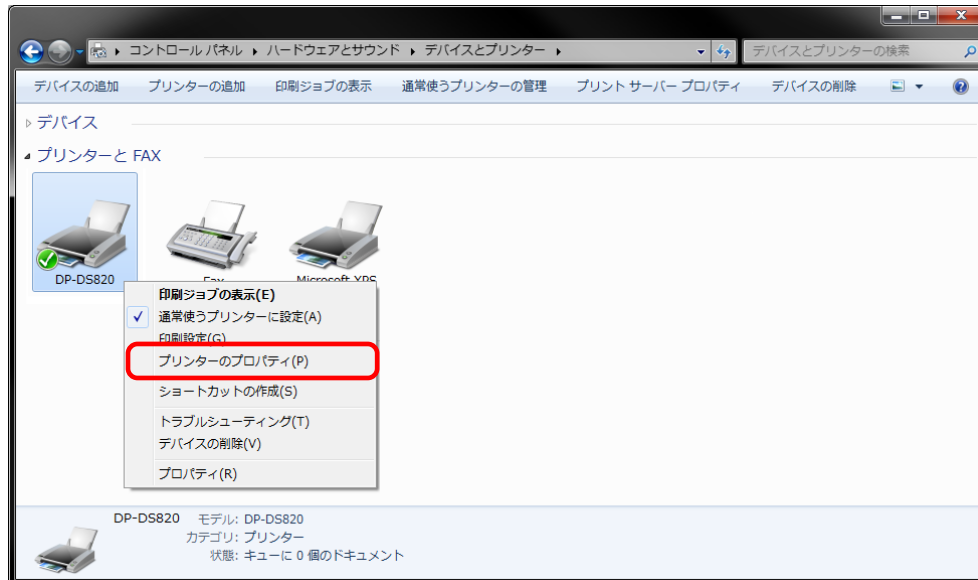 コントロール パネル ▸ ハードウェアとサウンド ▸ デバイスとプリンター ▸
デバイスとプリンターの検索
デバイスの追加 プリンターの追加 印刷ジョブの表示 通常使うプリンターの管理 プリント サーバー プロパティ デバイスの削除
デバイス
プリンターと FAX
DP-DS820
Fax
Microsoft XPS
印刷ジョブの表示(E)
通常使うプリンターに設定(A)
印刷設定(G)
プリンターのプロパティ(P)
ショートカットの作成(S)
トラブルシューティング(T)
デバイスの削除(V)
プロパティ(R)
DP-DS820 モデル: DP-DS820
カテゴリ: プリンター
状態: キューに 0 個のドキュメント